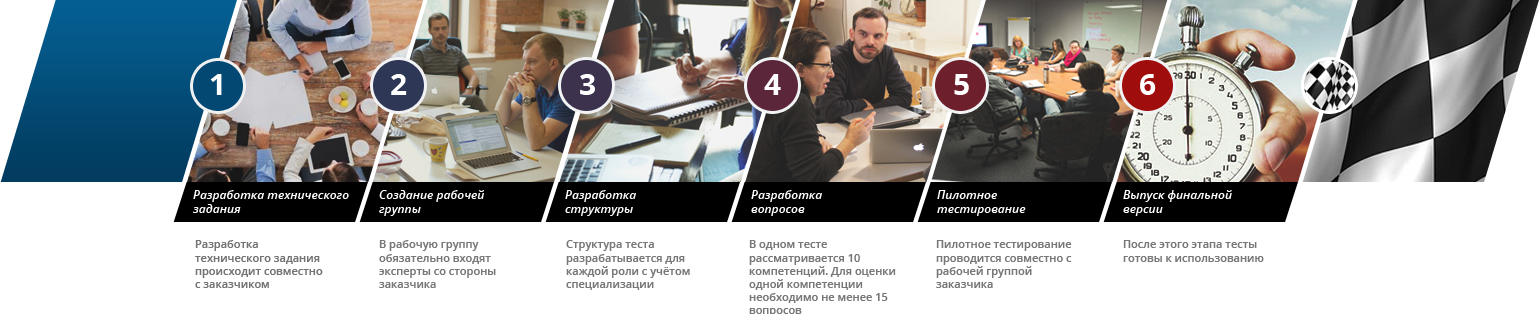 1
2
3
4
5
6
Разработка технического
задания
Создание рабочей
группы
Разработка
структуры
Разработка
вопросов
Пилотное
тестирование
Выпуск финальной
версии
Разработка
технического задания
происходит совместно
с заказчиком
В рабочую группу
обязательно входят
эксперты со стороны
заказчика
Структура теста
разрабатывается для
каждой роли с учётом
специализации
В одном тесте
рассматривается 10
компетенций. Для оценки
одной компетенции
необходимо не менее 15
вопросов
Пилотное тестирование
проводится совместно с
рабочей группой
заказчика
После этого этапа тесты
готовы к использованию